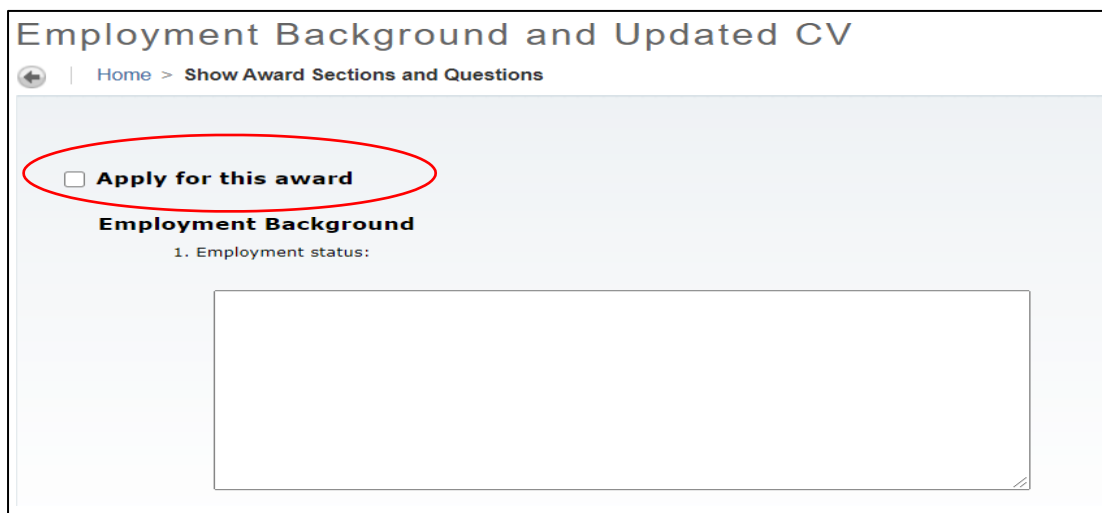 Employment Background and Updated CV
Home > Show Award Sections and Questions
Apply for this award
Employment Background
1. Employment status: